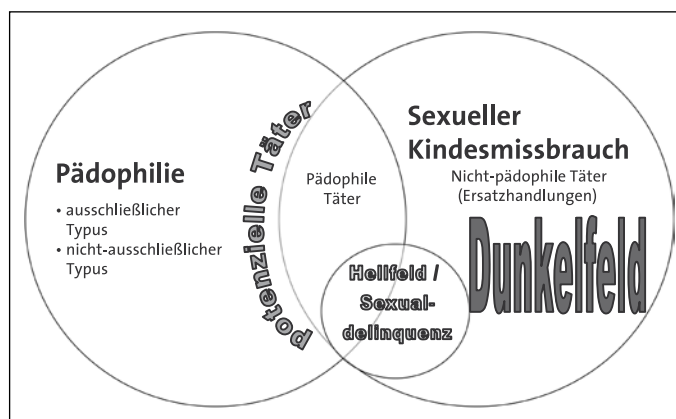 Pädophilie
• ausschließlicher
Typus
• nicht-ausschließlicher
Typus
potenzielle Täter
Pädophile
Täter
Sexueller
Kindesmissbrauch
Nicht-pädophile Täter
(Ersatzhandlungen)
Dunkelfeld
Hellfeld /
Sexual-
delinquenz